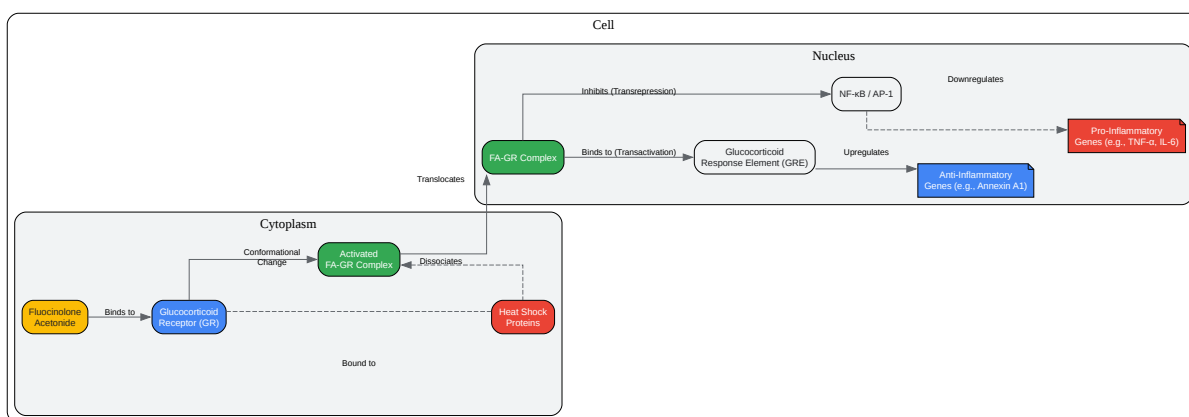 Cell
Nucleus
Downregulates
Inhibits (Transrepression)
NF-κB / AP-1
Pro-Inflammatory
Genes (e.g., TNF-α, IL-6)
FA-GR Complex
Binds to (Transactivation)
Glucocorticoid
Response Element (GRE)
Upregulates
Anti-Inflammatory
Genes (e.g., Annexin A1)
Translocates
Cytoplasm
Conformational
Change
Activated
FA-GR Complex
Dissociates
Fluocinolone
Acetonide
Binds to
Glucocorticoid
Receptor (GR)
Heat Shock
Proteins
Bound to